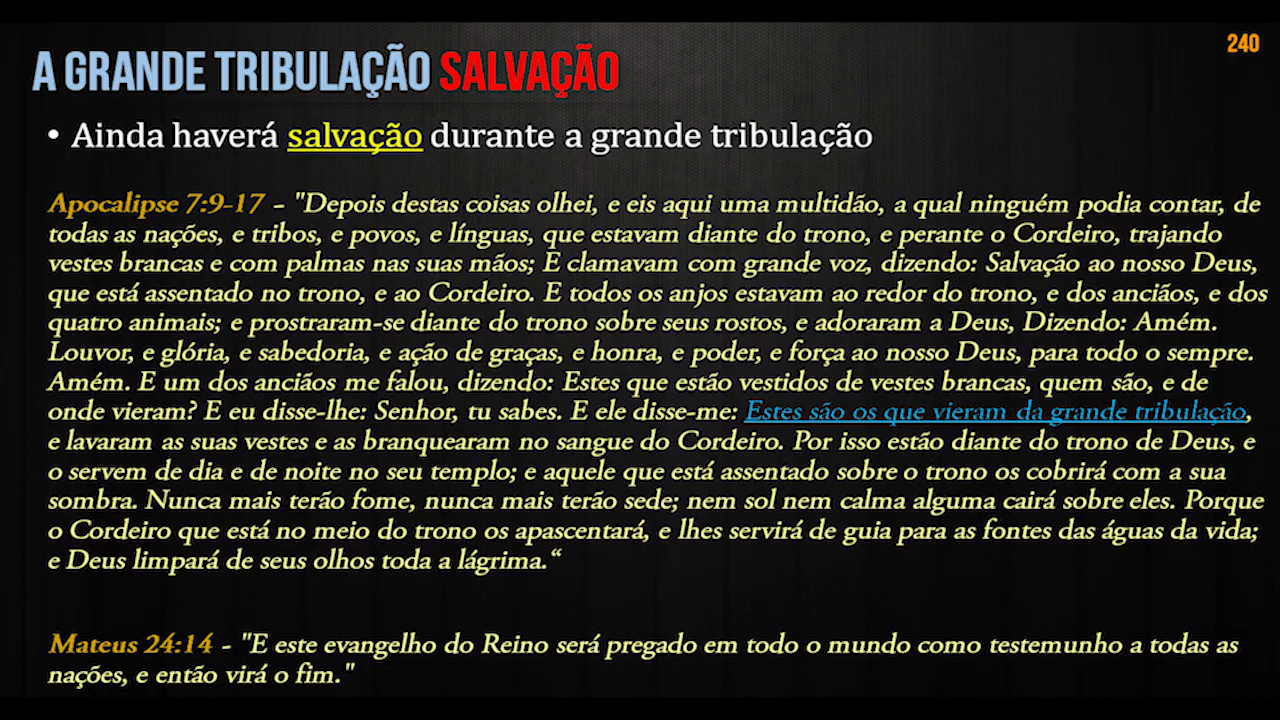 240
A GRANDE TRIBULAÇÃO SALVAÇÃO
• Ainda haverá salvação durante a grande tribulação
Apocalipse 7:9-17 - "Depois destas coisas olhei, e eis aqui uma multidão, a qual ninguém podia contar, de
todas as nações, e tribos, e povos, e línguas, que estavam diante do trono, e perante o Cordeiro, trajando
vestes brancas e com palmas nas suas mãos; E clamavam com grande voz, dizendo: Salvação ao nosso Deus,
que está assentado no trono, e ao Cordeiro. E todos os anjos estavam ao redor do trono, e dos anciãos, e dos
quatro animais; e prostraram-se diante do trono sobre seus rostos, e adoraram a Deus, Dizendo: Amém.
Louvor, e glória, e sabedoria, e ação de graças, e honra, e poder, e força ao nosso Deus, para todo o sempre.
Amém. E um dos anciãos me falou, dizendo: Estes que estão vestidos de vestes brancas, quem são, e de
onde vieram? E eu disse-lhe: Senhor, tu sabes. E ele disse-me: Estes são os que vieram da grande tribulação,
e lavaram as suas vestes e as branquearam no sangue do Cordeiro. Por isso estão diante do trono de Deus, e
o servem de dia e de noite no seu templo; e aquele que está assentado sobre o trono os cobrirá com a sua
sombra. Nunca mais terão fome, nunca mais terão sede; nem sol nem calma alguma cairá sobre eles. Porque
o Cordeiro que está no meio do trono os apascentará, e lhes servirá de guia para as fontes das águas da vida;
e Deus limpará de seus olhos toda a lágrima.“
Mateus 24:14 - "E este evangelho do Reino será pregado em todo o mundo como testemunho a todas as
nações, e então virá o fim."